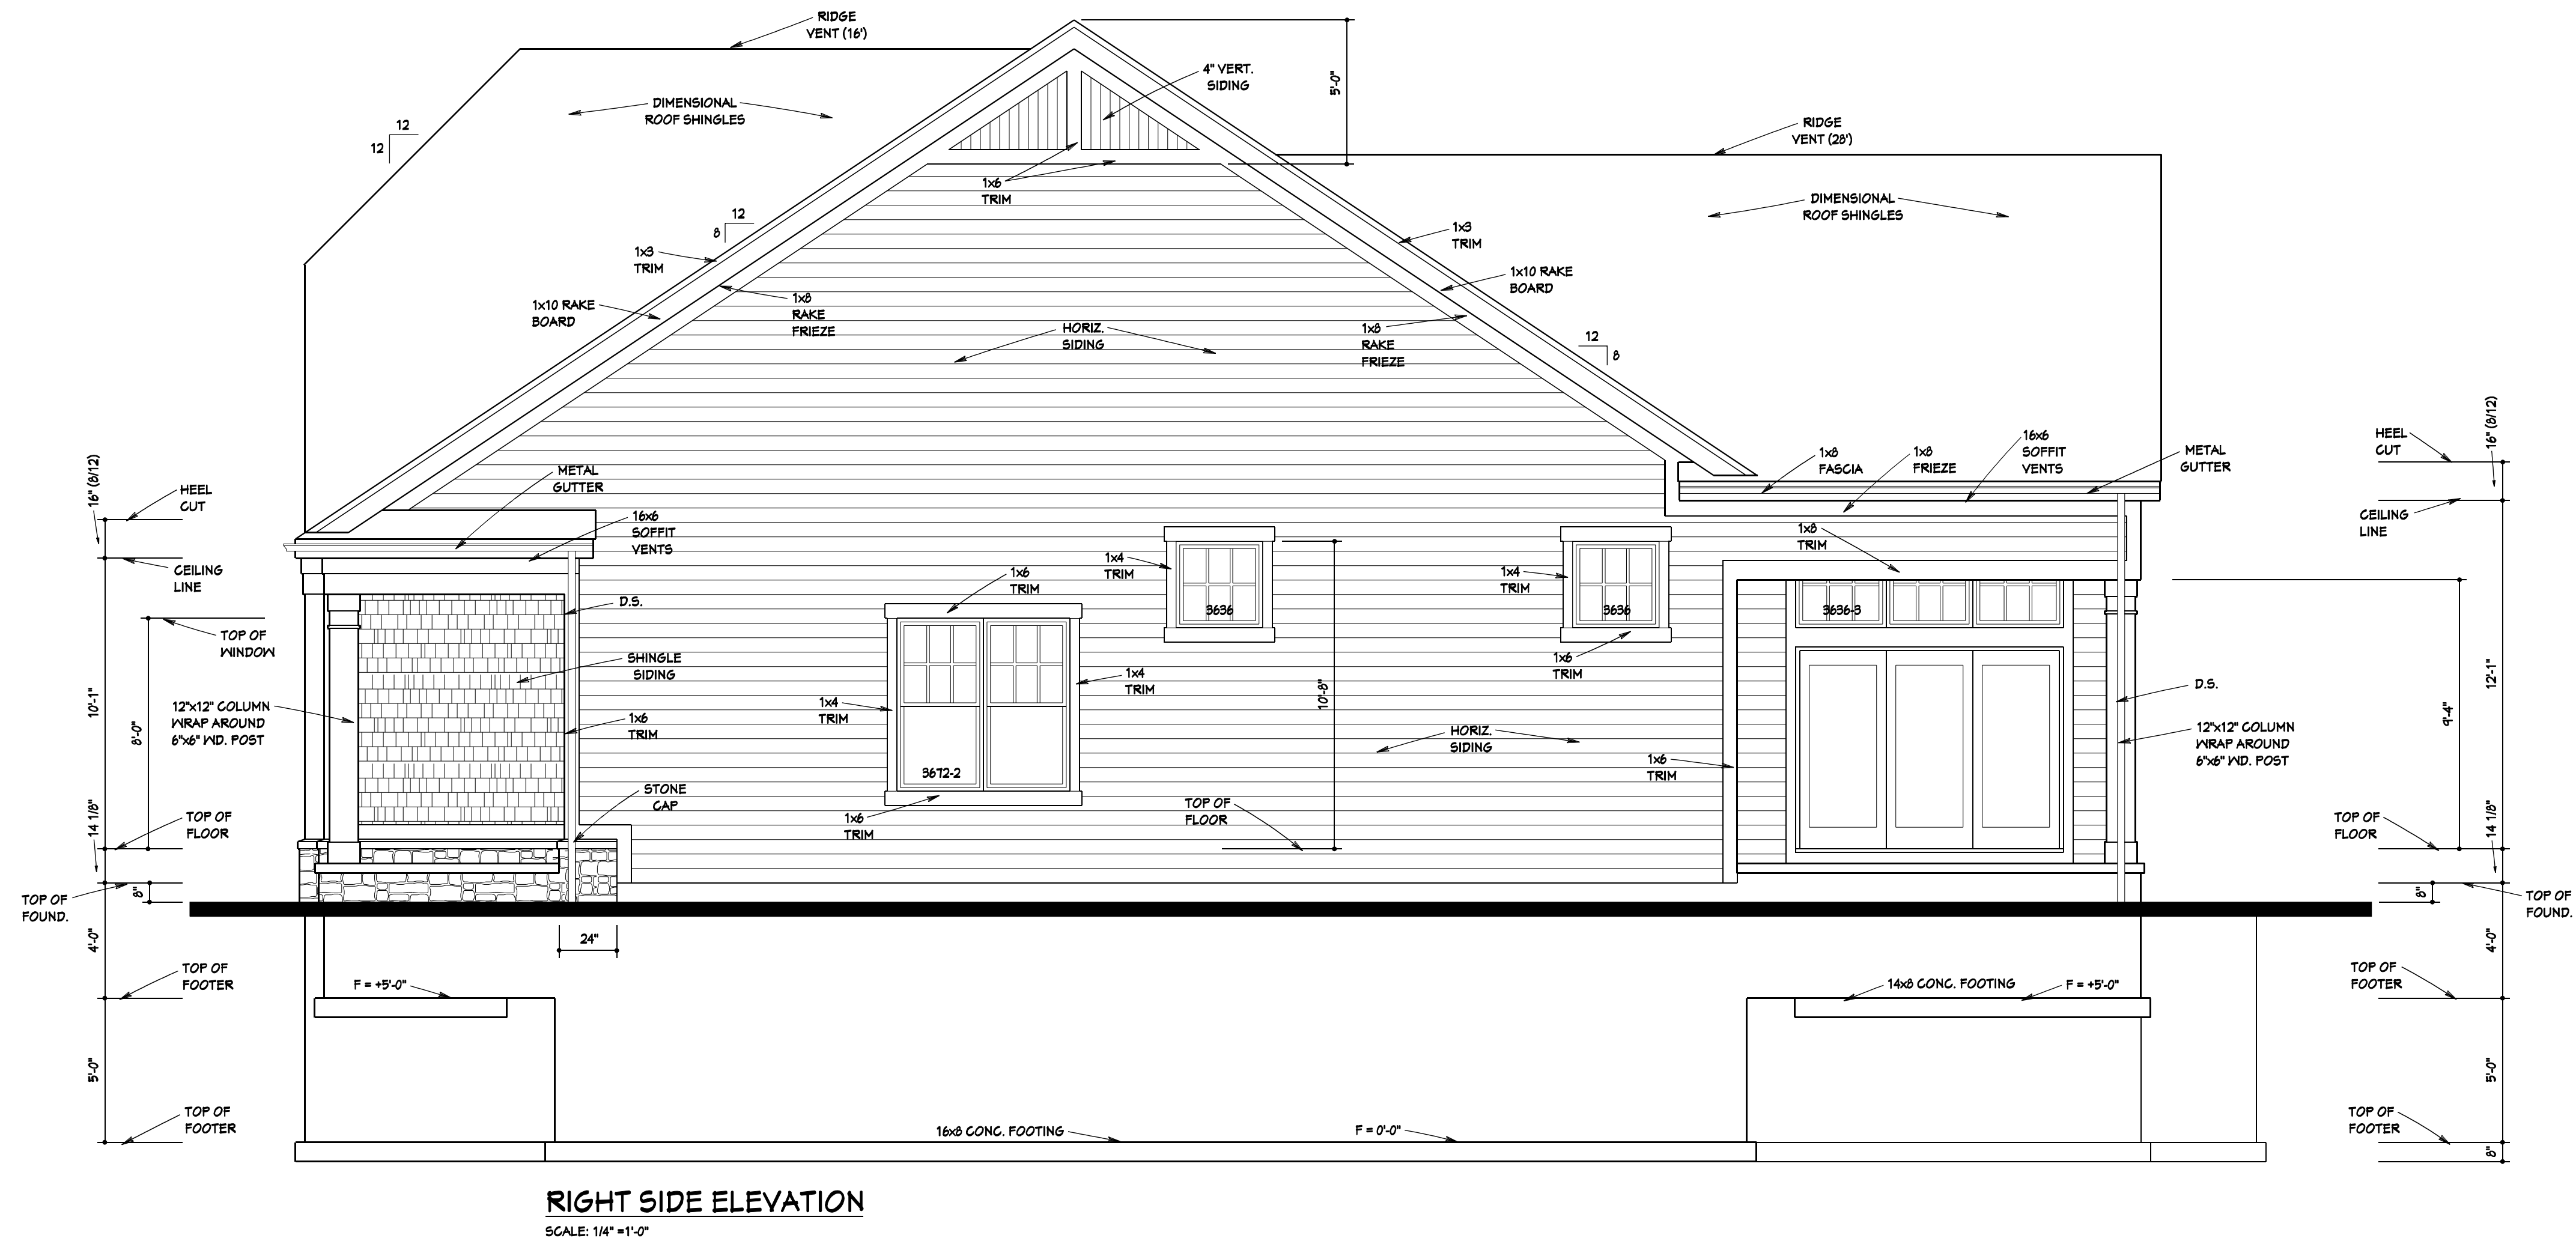 RIDGE
VENT (16')
4" VERT.
SIDING
5'-0"
DIMENSIONAL
ROOF SHINGLES
12
12
RIDGE
VENT (28')
1x6
TRIM
DIMENSIONAL
ROOF SHINGLES
12
8
1x3
TRIM
1x3
TRIM
1x10 RAKE
BOARD
1x10 RAKE
BOARD
1x8
RAKE
FRIEZE
HORIZ.
SIDING
1x8
RAKE
FRIEZE
12
8
16" (8/12)
HEEL
CUT
METAL
GUTTER
16x6
SOFFIT
VENTS
1x8
FASCIA
1x8
FRIEZE
16x6
SOFFIT
VENTS
METAL
GUTTER
HEEL
CUT
16" (8/12)
CEILING
LINE
CEILING
LINE
1x8
TRIM
1x4
TRIM
1x6
TRIM
1x4
TRIM
D.S.
3636
3636
3636-3
TOP OF
WINDOW
SHINGLE
SIDING
1x4
TRIM
1x6
TRIM
10'-1"
8'-0"
12"x12" COLUMN
WRAP AROUND
6"x6" WD. POST
1x6
TRIM
1x4
TRIM
10'-8"
HORIZ.
SIDING
D.S.
12"x12" COLUMN
WRAP AROUND
6"x6" WD. POST
9'-4"
12'-1"
3672-2
1x6
TRIM
STONE
CAP
1x6
TRIM
TOP OF
FLOOR
14 1/8"
TOP OF
FLOOR
TOP OF
FLOOR
14 1/8"
8"
TOP OF
FOUND.
8"
TOP OF
FOUND.
4'-0"
24"
4'-0"
TOP OF
FOOTER
F = +5'-0"
14x8 CONC. FOOTING
F = +5'-0"
TOP OF
FOOTER
5'-0"
5'-0"
TOP OF
FOOTER
16x8 CONC. FOOTING
F = 0'-0"
TOP OF
FOOTER
8"
RIGHT SIDE ELEVATION
SCALE: 1/4" =1'-0"